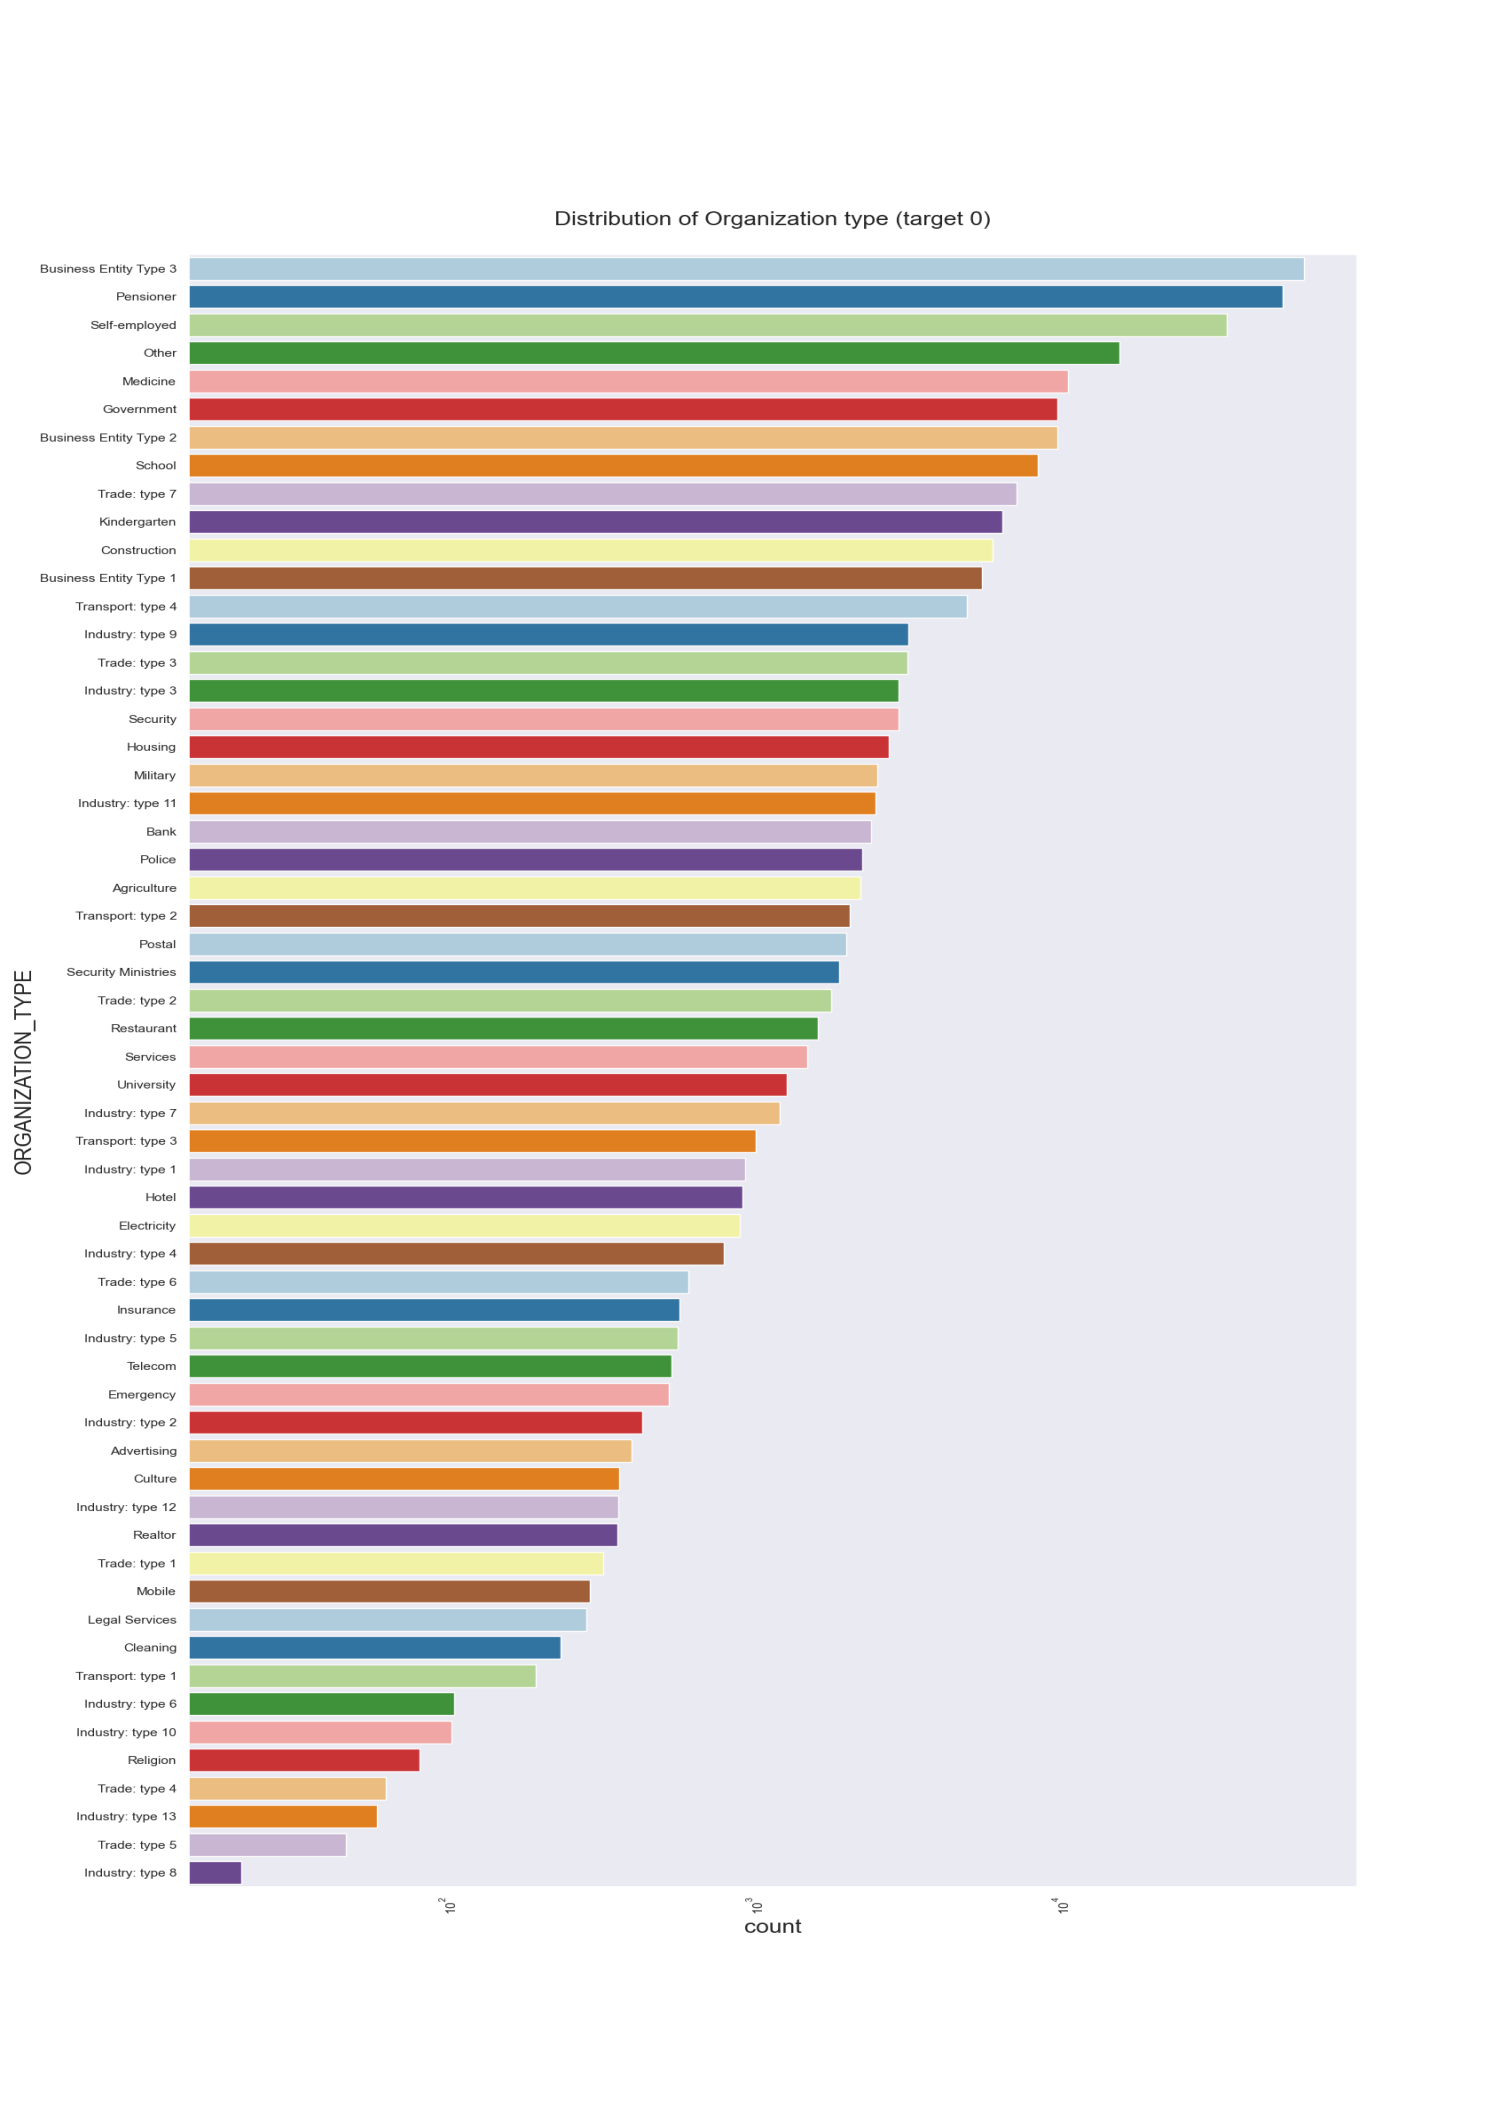 Distribution of Organization type (target 0)
Business Entity Type 3
Pensioner
Self-employed
Other
Medicine
Government
Business Entity Type 2
School
Trade: type 7
Kindergarten
Construction
Business Entity Type 1
Transport: type 4
Industry: type 9
Trade: type 3
Industry: type 3
Security
Housing
Military
Industry: type 11
Bank
Police
Agriculture
Transport: type 2
Postal
Security Ministries
Trade: type 2
Restaurant
Services
University
Industry: type 7
Transport: type 3
Industry: type 1
Hotel
Electricity
Industry: type 4
Trade: type 6
Insurance
Industry: type 5
Telecom
Emergency
Industry: type 2
Advertising
Culture
Industry: type 12
Realtor
Trade: type 1
Mobile
Legal Services
Cleaning
Transport: type 1
Industry: type 6
Industry: type 10
Religion
Trade: type 4
Industry: type 13
Trade: type 5
Industry: type 8
ORGANIZATION_TYPE
10²
10³
10⁴
count